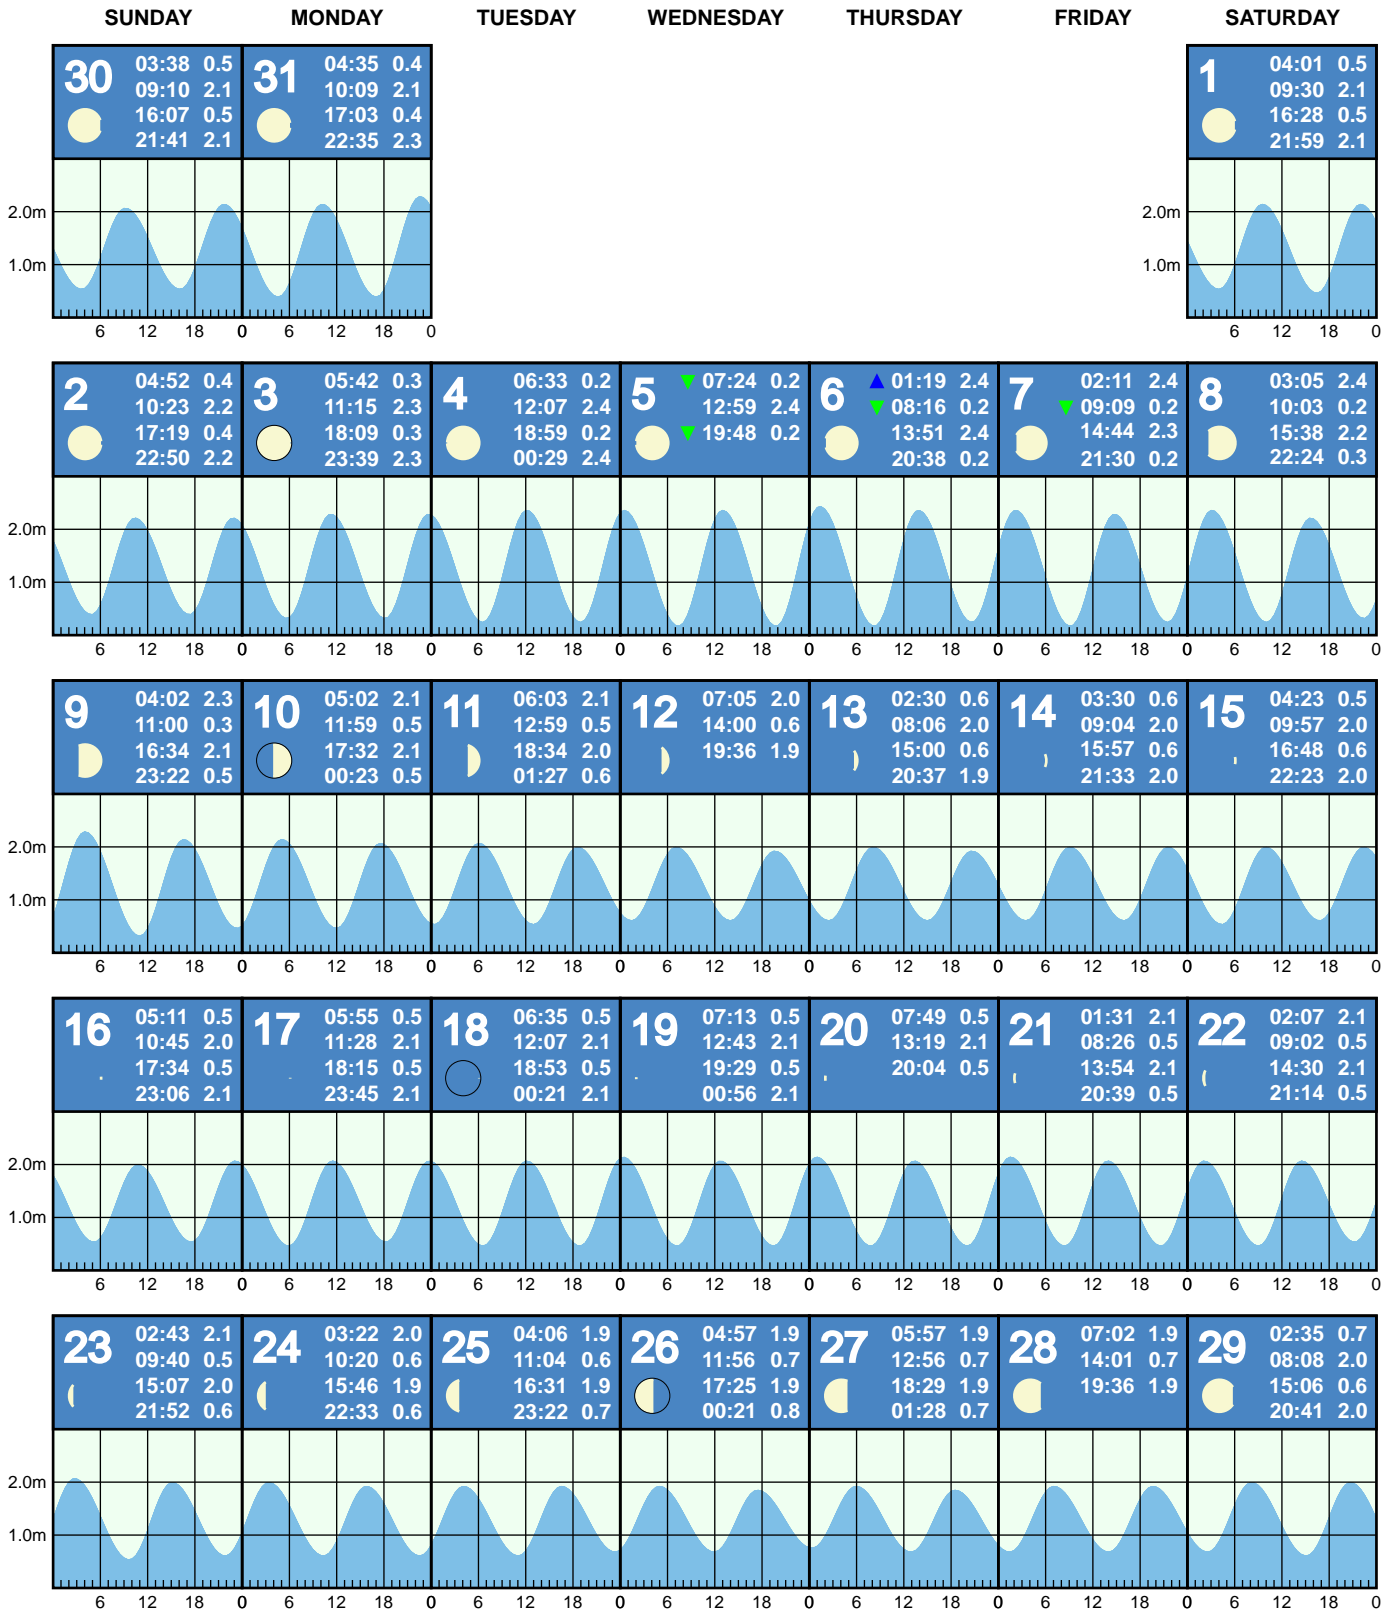 SUNDAY MONDAY TUESDAY WEDNESDAY THURSDAY FRIDAY SATURDAY
30 03:38 0.5
09:10 2.1
16:07 0.5
21:41 2.1
31 04:35 0.4
10:09 2.1
17:03 0.4
22:35 2.3
1 04:01 0.5
09:30 2.1
16:28 0.5
21:59 2.1
2.0m
1.0m
2.0m
1.0m
6 12 18 0 0 6 12 18 0
6 12 18 0
2 04:52 0.4
10:23 2.2
17:19 0.4
22:50 2.2
3 05:42 0.3
11:15 2.3
18:09 0.3
23:39 2.3
4 06:33 0.2
12:07 2.4
18:59 0.2
00:29 2.4
5 07:24 0.2
12:59 2.4
19:48 0.2
6 01:19 2.4
08:16 0.2
13:51 2.4
20:38 0.2
7 02:11 2.4
09:09 0.2
14:44 2.3
21:30 0.2
8 03:05 2.4
10:03 0.2
15:38 2.2
22:24 0.3
2.0m
1.0m
6 12 18 0 0 6 12 18 0 0 6 12 18 0 0 6 12 18 0 0 6 12 18 0 0 6 12 18 0 0 6 12 18 0
9 04:02 2.3
11:00 0.3
16:34 2.1
23:22 0.5
10 05:02 2.1
11:59 0.5
17:32 2.1
00:23 0.5
11 06:03 2.1
12:59 0.5
18:34 2.0
01:27 0.6
12 07:05 2.0
14:00 0.6
19:36 1.9
13 02:30 0.6
08:06 2.0
15:00 0.6
20:37 1.9
14 03:30 0.6
09:04 2.0
15:57 0.6
21:33 2.0
15 04:23 0.5
09:57 2.0
16:48 0.6
22:23 2.0
2.0m
1.0m
6 12 18 0 0 6 12 18 0 0 6 12 18 0 0 6 12 18 0 0 6 12 18 0 0 6 12 18 0 0 6 12 18 0
16 05:11 0.5
10:45 2.0
17:34 0.5
23:06 2.1
17 05:55 0.5
11:28 2.1
18:15 0.5
23:45 2.1
18 06:35 0.5
12:07 2.1
18:53 0.5
00:21 2.1
19 07:13 0.5
12:43 2.1
19:29 0.5
00:56 2.1
20 07:49 0.5
13:19 2.1
20:04 0.5
21 01:31 2.1
08:26 0.5
13:54 2.1
20:39 0.5
22 02:07 2.1
09:02 0.5
14:30 2.1
21:14 0.5
2.0m
1.0m
6 12 18 0 0 6 12 18 0 0 6 12 18 0 0 6 12 18 0 0 6 12 18 0 0 6 12 18 0 0 6 12 18 0
23 02:43 2.1
09:40 0.5
15:07 2.0
21:52 0.6
24 03:22 2.0
10:20 0.6
15:46 1.9
22:33 0.6
25 04:06 1.9
11:04 0.6
16:31 1.9
23:22 0.7
26 04:57 1.9
11:56 0.7
17:25 1.9
00:21 0.8
27 05:57 1.9
12:56 0.7
18:29 1.9
01:28 0.7
28 07:02 1.9
14:01 0.7
19:36 1.9
29 02:35 0.7
08:08 2.0
15:06 0.6
20:41 2.0
2.0m
1.0m
6 12 18 0 0 6 12 18 0 0 6 12 18 0 0 6 12 18 0 0 6 12 18 0 0 6 12 18 0 0 6 12 18 0